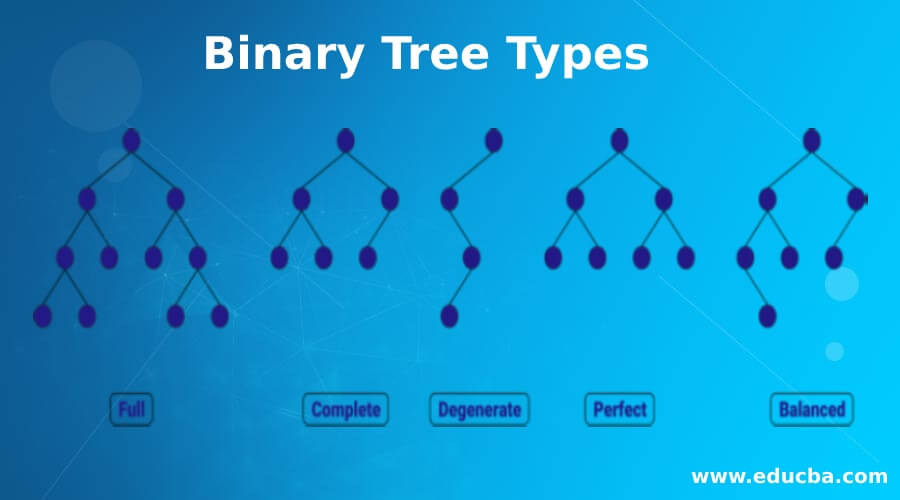 Binary Tree Types
Full
Complete
Degenerate
Perfect
Balanced
www.educba.com